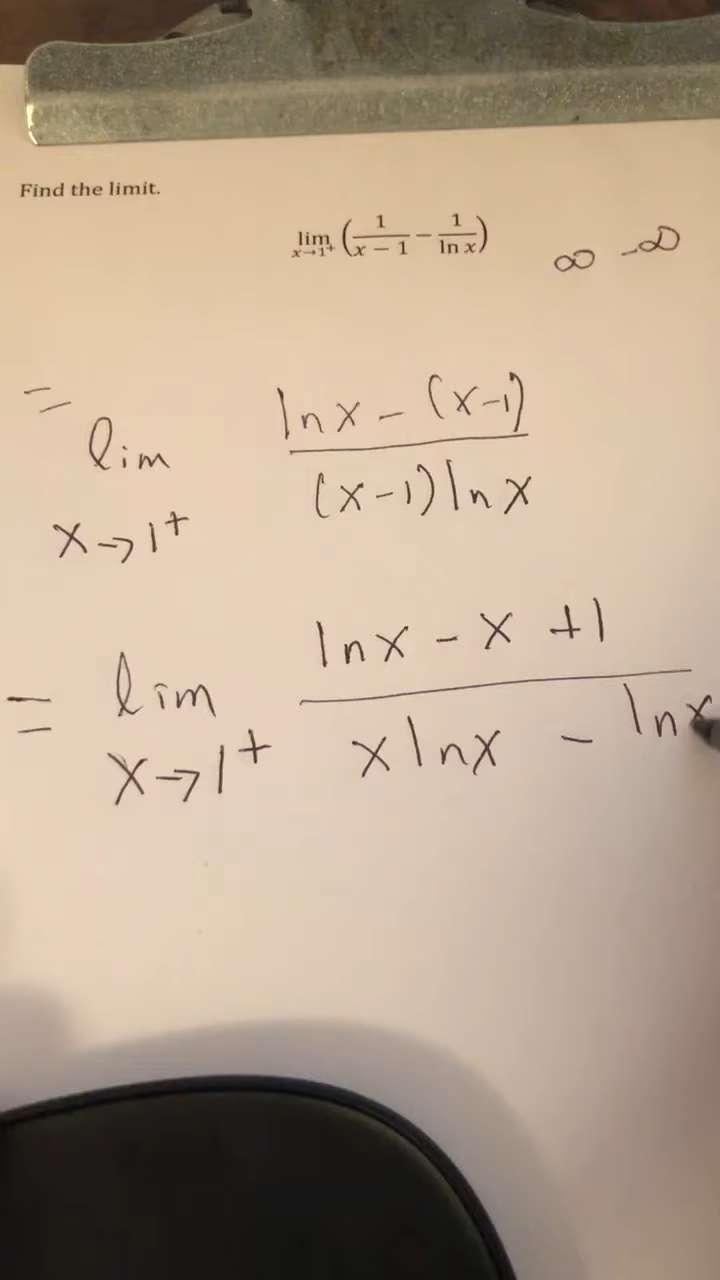 Find the limit.
lim x→1⁺ (1/(x − 1) − 1/ln x) ∞ -∞
= lim x→1⁺ (ln x − (x−1))/((x−1) ln x)
= lim x→1⁺ (ln x − x + 1)/(x ln x − ln x)